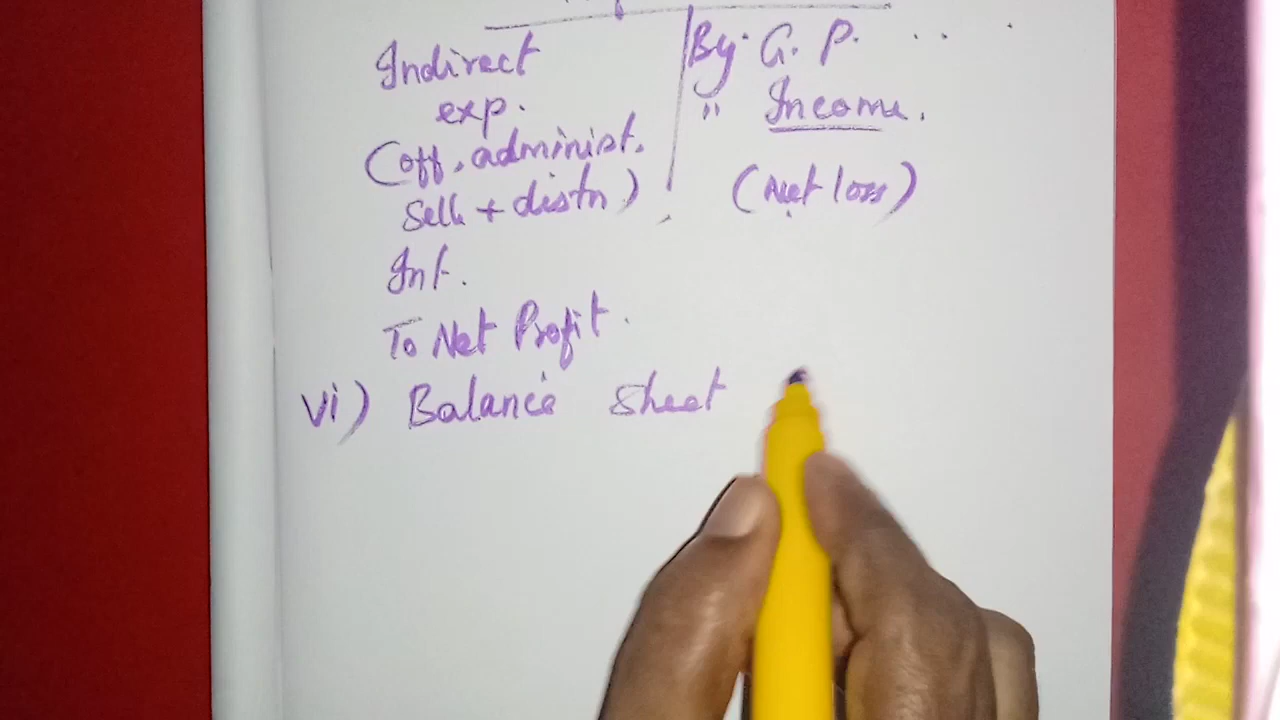 Indirect
exp.
(off. administ.
Sell + distn)
Int.
To Net Profit.
By G. P. ..
" Income.
(Net loss)
vi) Balance Sheet